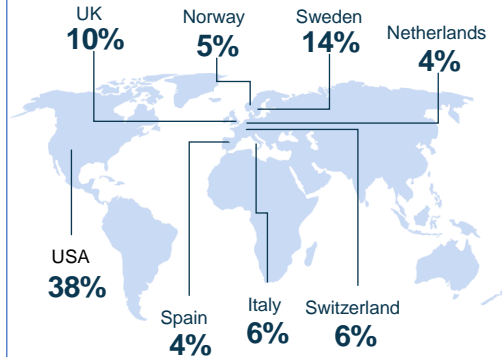 UK
10%
Norway
5%
Sweden
14%
Netherlands
4%
USA
38%
Spain
4%
Italy
6%
Switzerland
6%